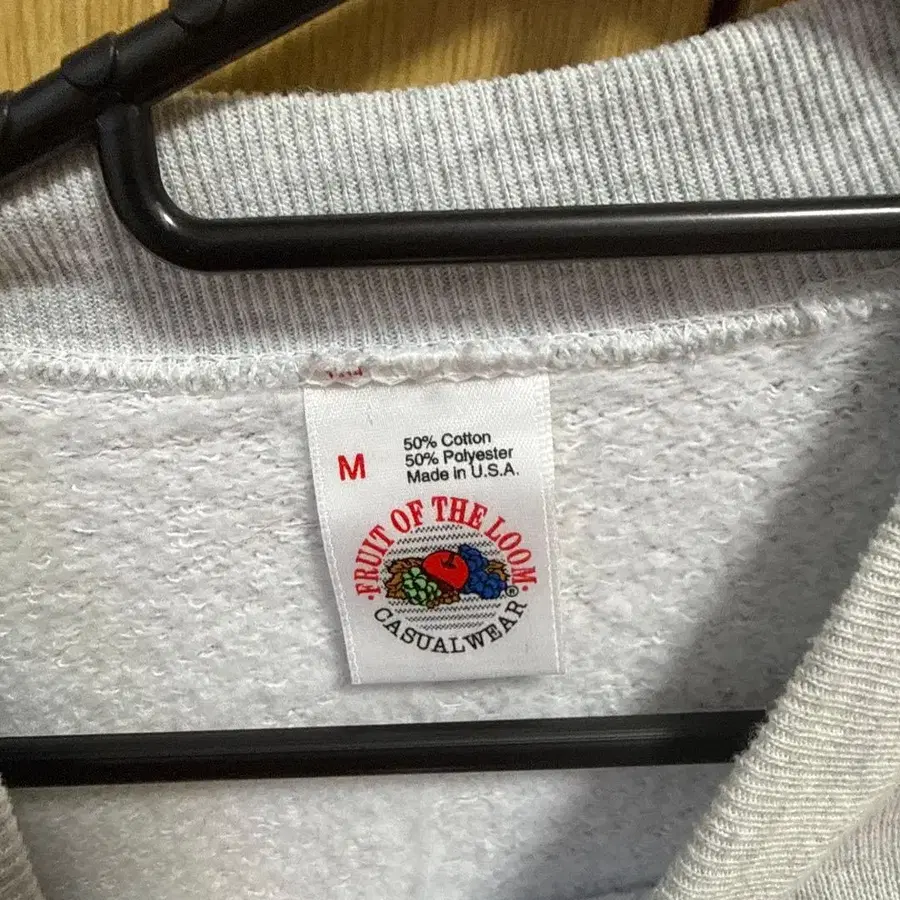 M
50% Cotton
50% Polyester
Made in U.S.A.
FRUIT OF THE LOOM
®
CASUALWEAR